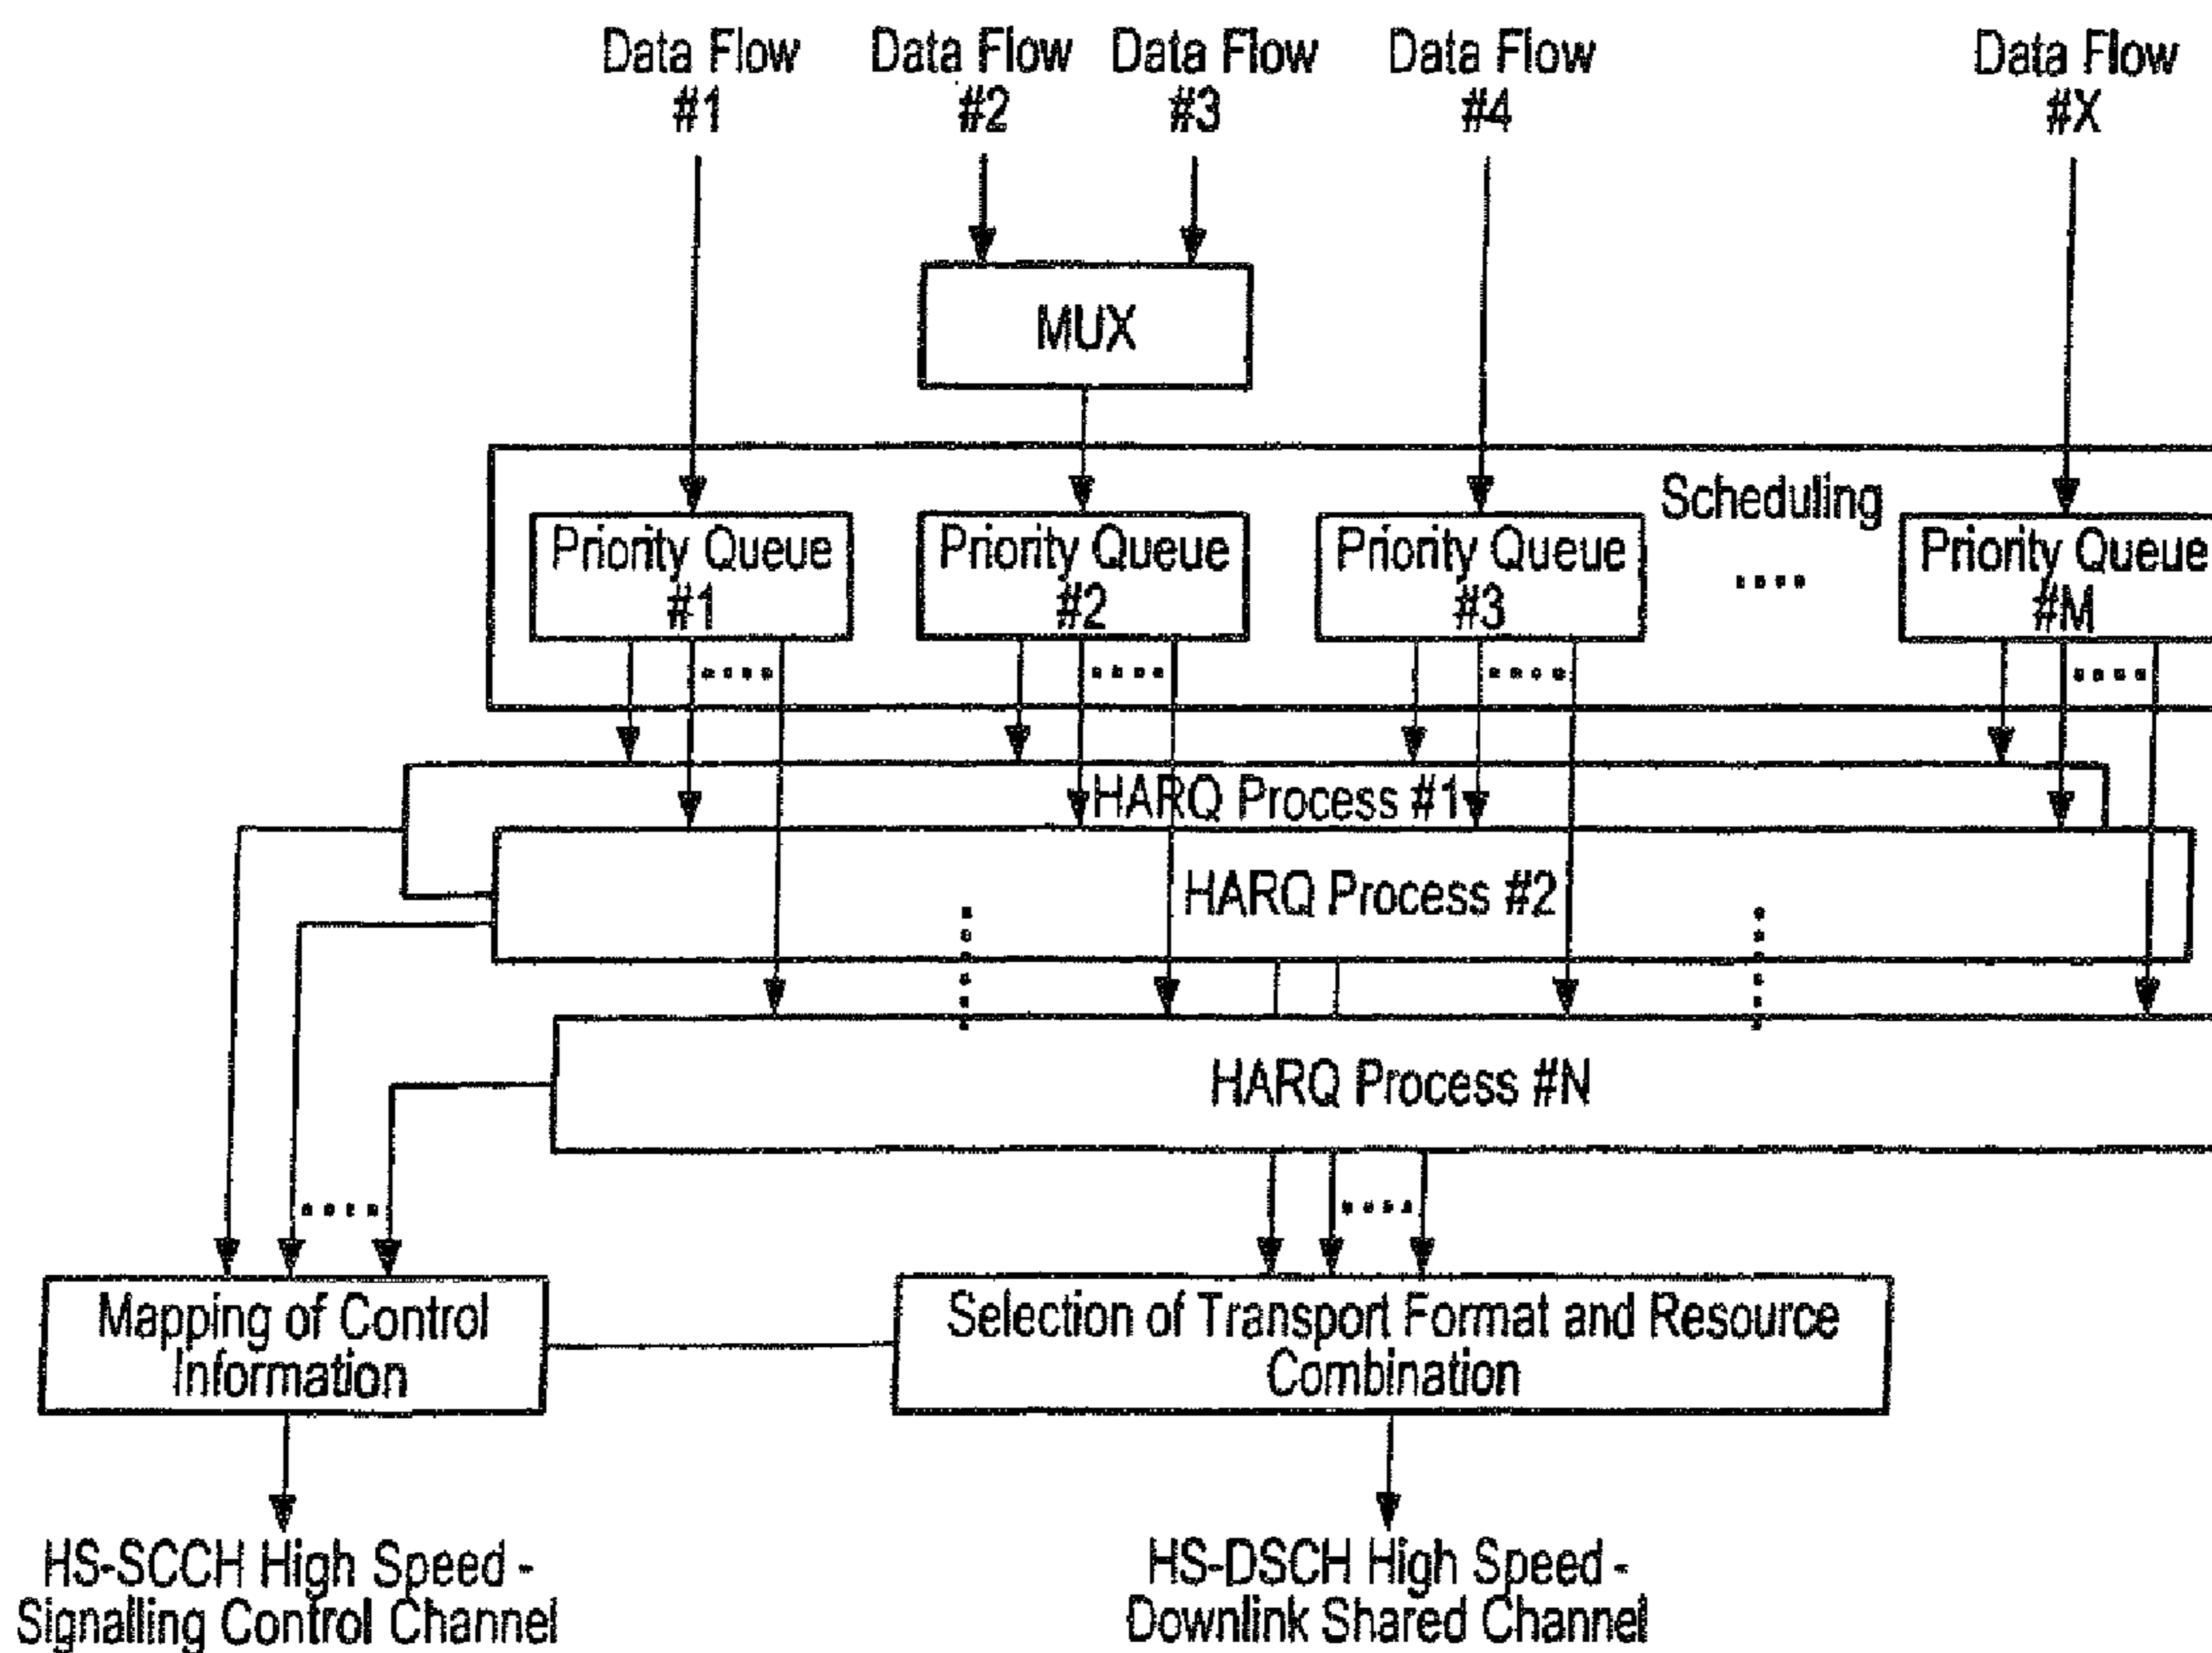 Data Flow
#1
Data Flow
#2
Data Flow
#3
Data Flow
#4
Data Flow
#X
MUX
Scheduling
Priority Queue
#1
Priority Queue
#2
Priority Queue
#3
Priority Queue
#M
HARQ Process #1
HARQ Process #2
HARQ Process #N
Mapping of Control
Information
Selection of Transport Format and Resource
Combination
HS-SCCH High Speed -
Signalling Control Channel
HS-DSCH High Speed -
Downlink Shared Channel